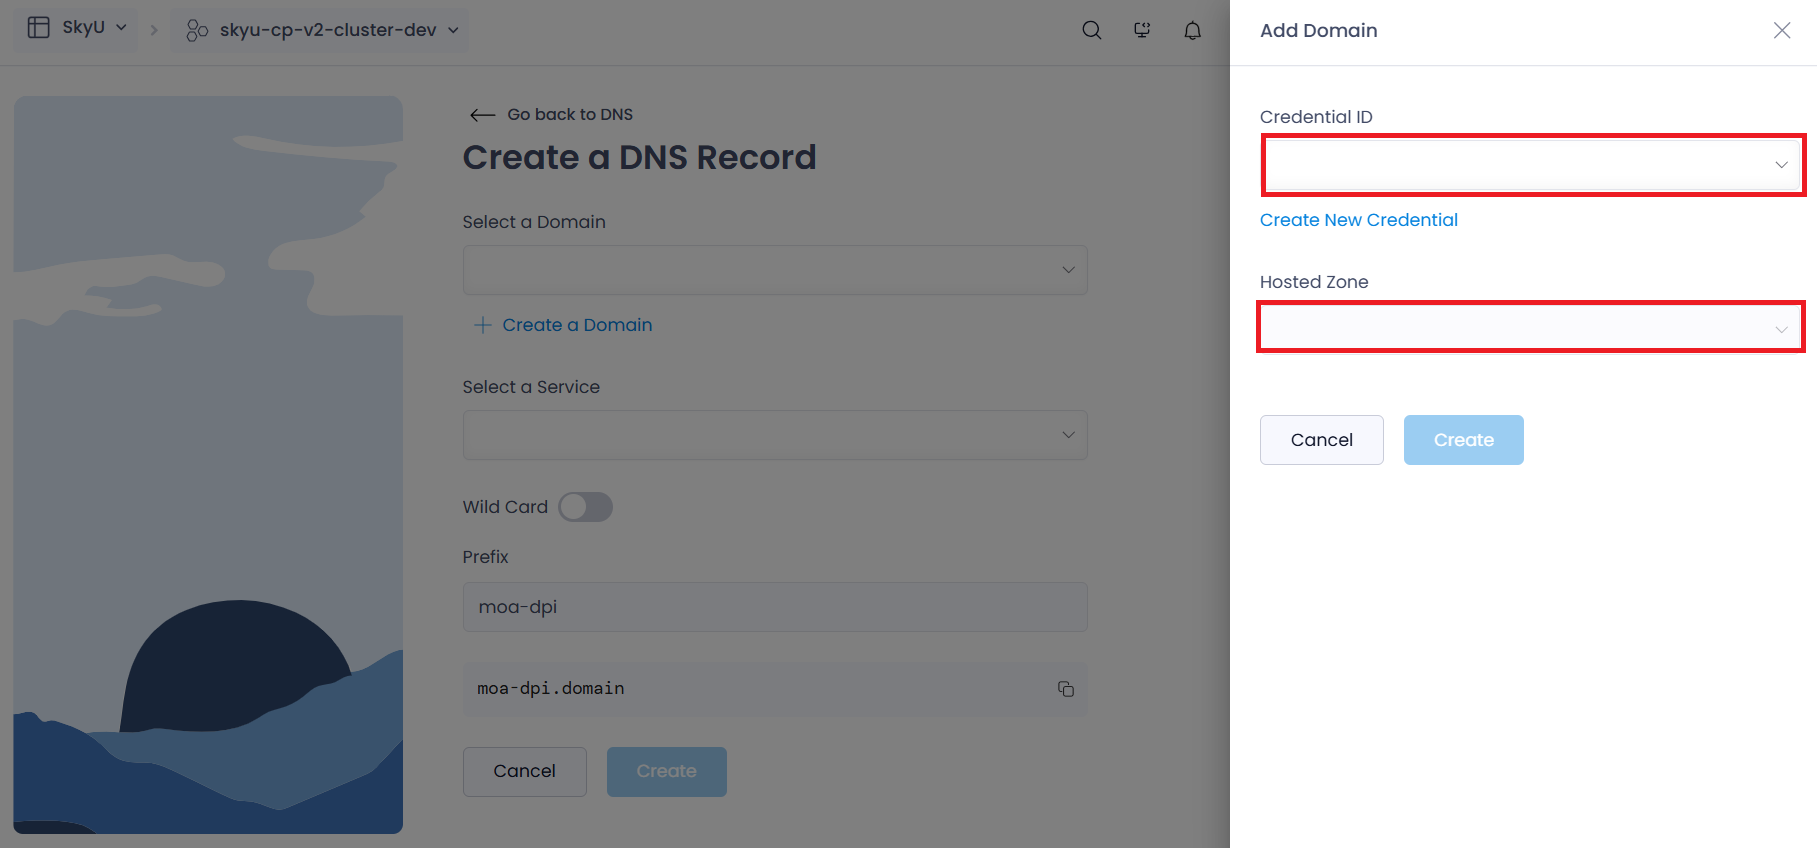 SkyU
skyu-cp-v2-cluster-dev
Go back to DNS
Create a DNS Record
Select a Domain
Create a Domain
Select a Service
Wild Card
Prefix
moa-dpi
moa-dpi.domain
Cancel
Create
Add Domain
Credential ID
Create New Credential
Hosted Zone
Cancel
Create